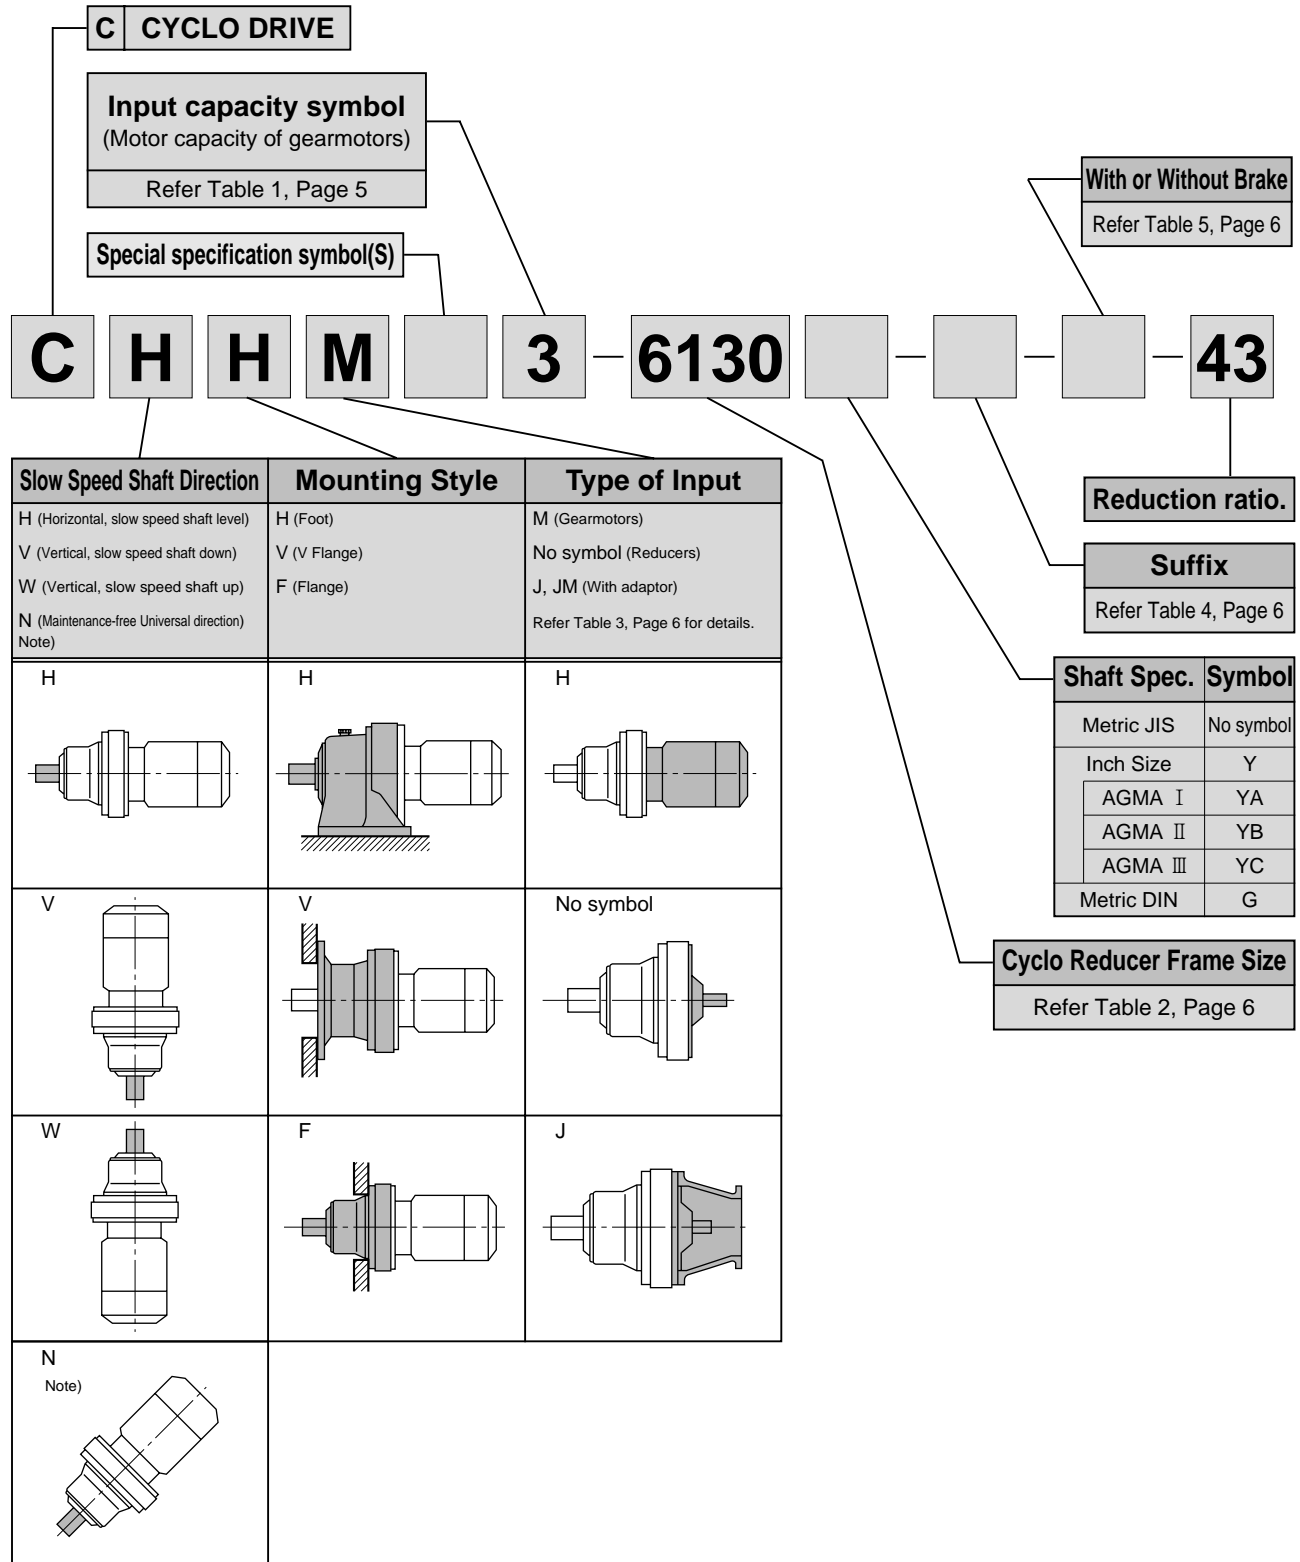 C CYCLO DRIVE
Input capacity symbol
(Motor capacity of gearmotors)
Refer Table 1, Page 5
With or Without Brake
Refer Table 5, Page 6
Special specification symbol(S)
C H H M 3 – 6130 – – – 43
Slow Speed Shaft Direction
H (Horizontal, slow speed shaft level)
V (Vertical, slow speed shaft down)
W (Vertical, slow speed shaft up)
N (Maintenance-free Universal direction)
Note)
Mounting Style
H (Foot)
V (V Flange)
F (Flange)
Type of Input
M (Gearmotors)
No symbol (Reducers)
J, JM (With adaptor)
Refer Table 3, Page 6 for details.
Reduction ratio.
Suffix
Refer Table 4, Page 6
Shaft Spec. Symbol
Metric JIS No symbol
Inch Size Y
AGMA Ⅰ YA
AGMA Ⅱ YB
AGMA Ⅲ YC
Metric DIN G
Cyclo Reducer Frame Size
Refer Table 2, Page 6
H H H
V V No symbol
W F J
N
Note)